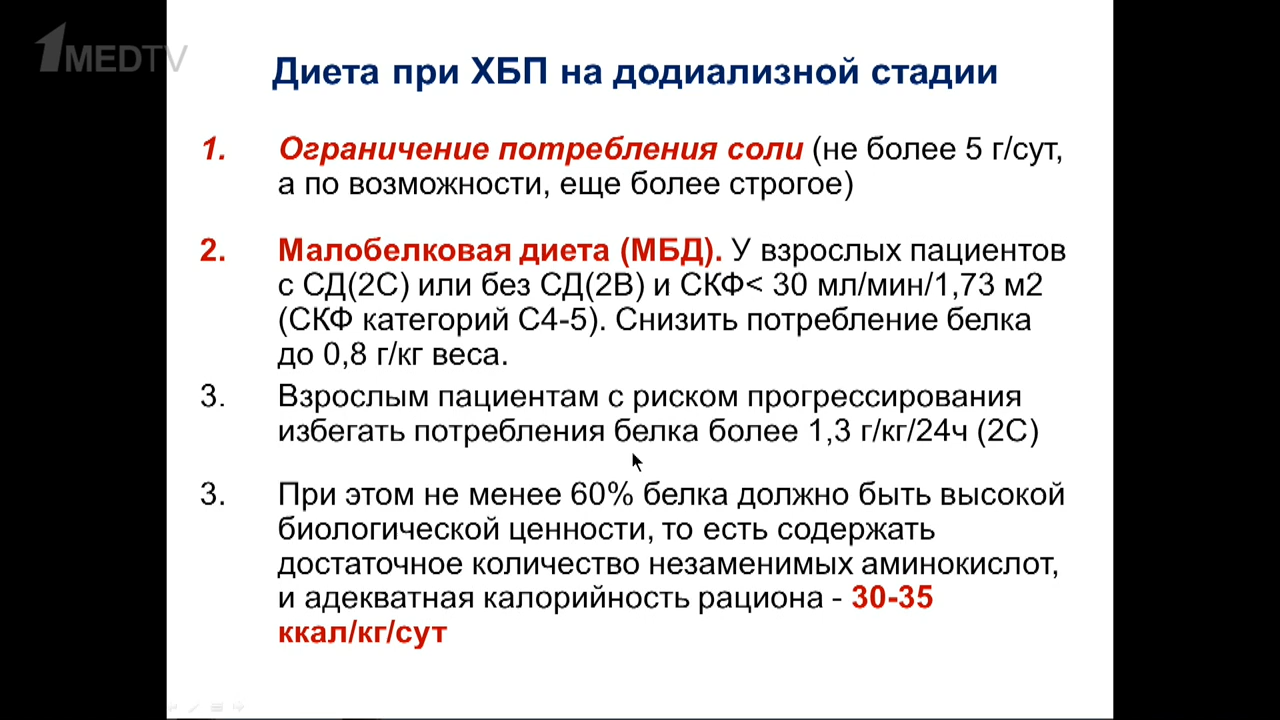 1MEDTV
Диета при ХБП на додиализной стадии
1. Ограничение потребления соли (не более 5 г/сут,
а по возможности, еще более строгое)
2. Малобелковая диета (МБД). У взрослых пациентов
с СД(2С) или без СД(2В) и СКФ< 30 мл/мин/1,73 м2
(СКФ категорий С4-5). Снизить потребление белка
до 0,8 г/кг веса.
3. Взрослым пациентам с риском прогрессирования
избегать потребления белка более 1,3 г/кг/24ч (2С)
3. При этом не менее 60% белка должно быть высокой
биологической ценности, то есть содержать
достаточное количество незаменимых аминокислот,
и адекватная калорийность рациона - 30-35
ккал/кг/сут